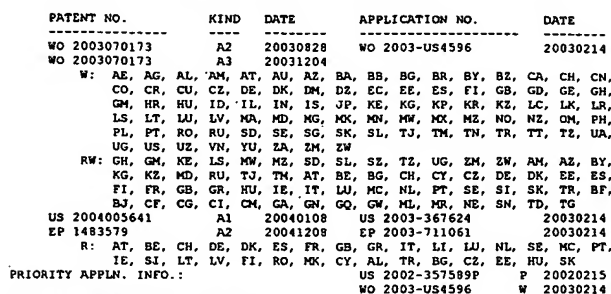 PATENT NO. KIND DATE APPLICATION NO. DATE
WO 2003070173 A2 20030828 WO 2003-US4596 20030214
WO 2003070173 A3 20031204
W: AE, AG, AL, AM, AT, AU, AZ, BA, BB, BG, BR, BY, BZ, CA, CH, CN,
CO, CR, CU, CZ, DE, DK, DM, DZ, EC, EE, ES, FI, GB, GD, GE, GH,
GM, HR, HU, ID, IL, IN, IS, JP, KE, KG, KP, KR, KZ, LC, LK, LR,
LS, LT, LU, LV, MA, MD, MG, MK, MN, MW, MX, MZ, NO, NZ, OM, PH,
PL, PT, RO, RU, SD, SE, SG, SK, SL, TJ, TM, TN, TR, TT, TZ, UA,
UG, US, UZ, VN, YU, ZA, ZM, ZW
RW: GH, GM, KE, LS, MW, MZ, SD, SL, SZ, TZ, UG, ZM, ZW, AM, AZ, BY,
KG, KZ, MD, RU, TJ, TM, AT, BE, BG, CH, CY, CZ, DE, DK, EE, ES,
FI, FR, GB, GR, HU, IE, IT, LU, MC, NL, PT, SE, SI, SK, TR, BF,
BJ, CF, CG, CI, CM, GA, GN, GQ, GW, ML, MR, NE, SN, TD, TG
US 2004005641 A1 20040108 US 2003-367624 20030214
EP 1483579 A2 20041208 EP 2003-711061 20030214
R: AT, BE, CH, DE, DK, ES, FR, GB, GR, IT, LI, LU, NL, SE, MC, PT,
IE, SI, LT, LV, FI, RO, MK, CY, AL, TR, BG, CZ, EE, HU, SK
PRIORITY APPLN. INFO.: US 2002-357589P P 20020215
WO 2003-US4596 W 20030214